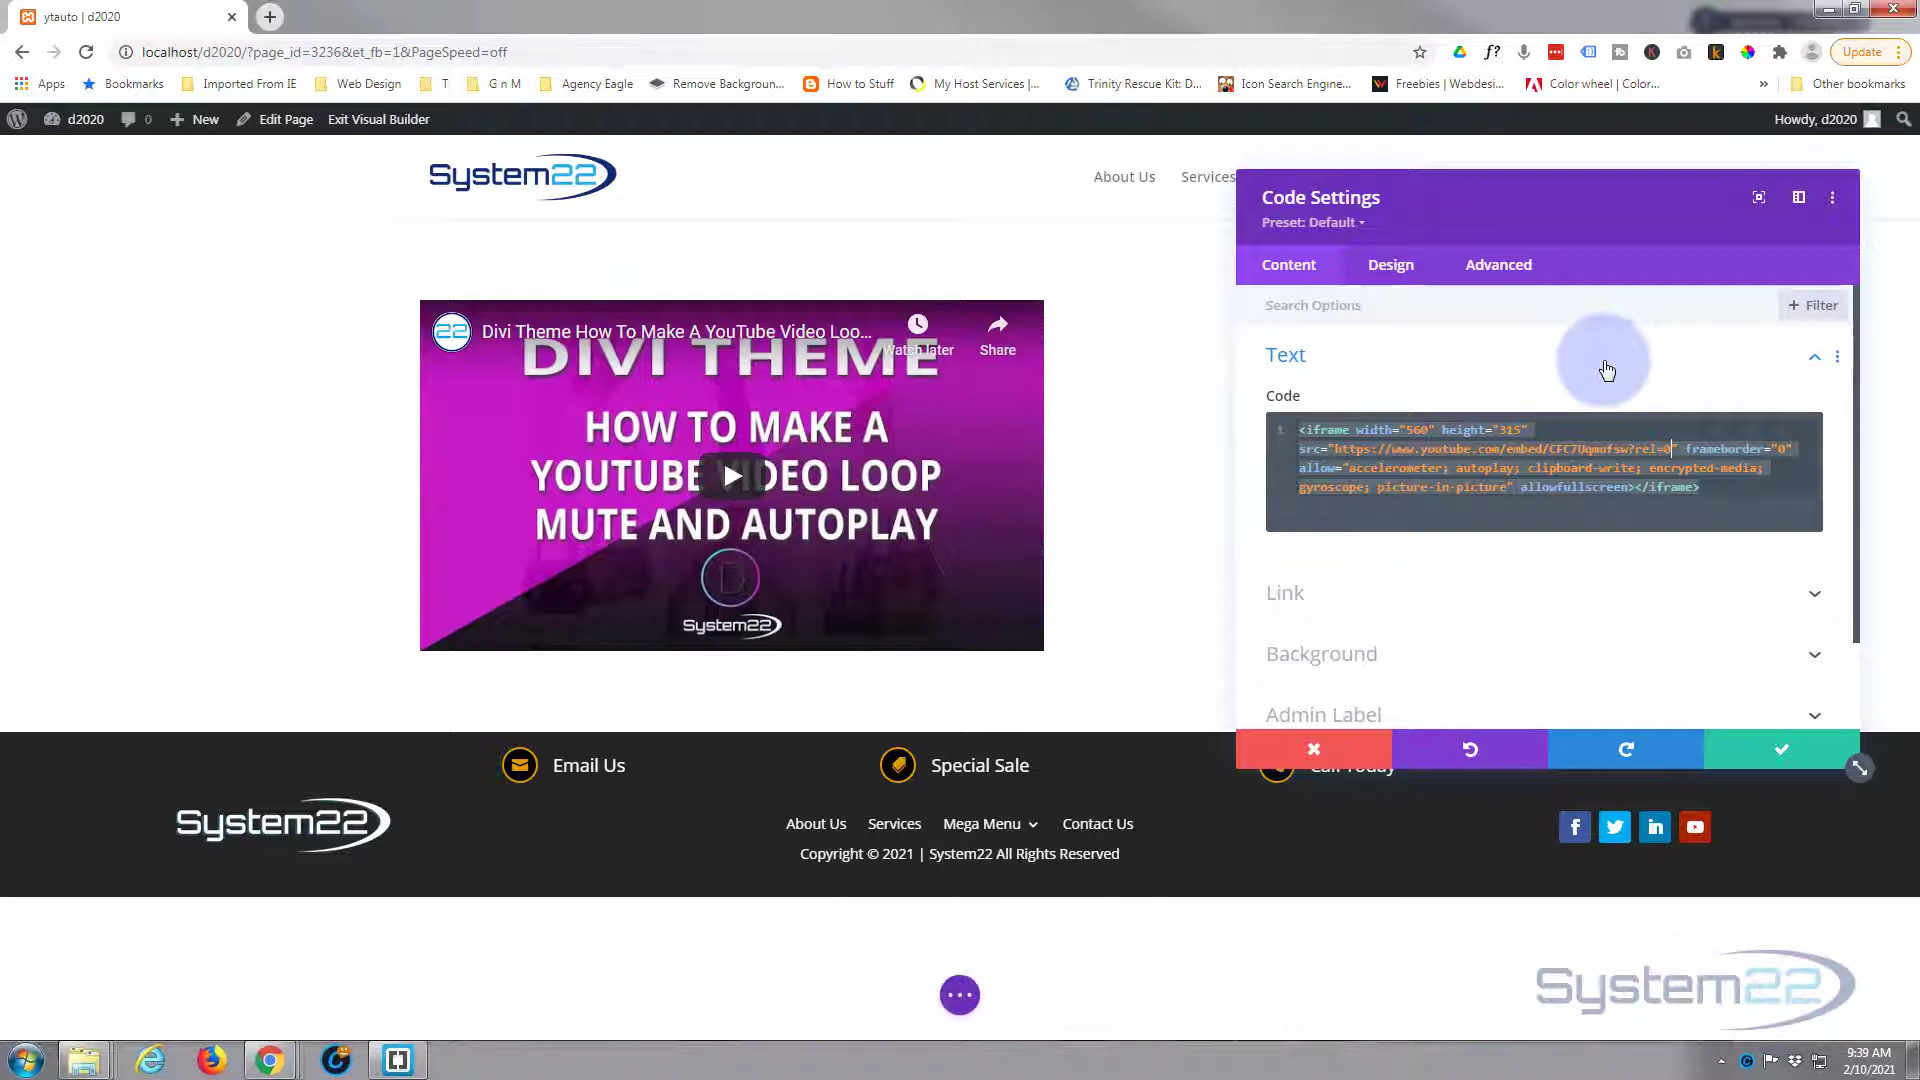 ytauto | d2020
localhost/d2020/?page_id=3236&et_fb=1&PageSpeed=off
f?
Update
Apps
Bookmarks
Imported From IE
Web Design
T
G n M
Agency Eagle
Remove Backgroun...
How to Stuff
My Host Services |...
Trinity Rescue Kit: D...
Icon Search Engine...
Freebies | Webdesi...
Color wheel | Color...
»
Other bookmarks
d2020
0
New
Edit Page
Exit Visual Builder
Howdy, d2020
System22
About Us
Services
Code Settings
Preset: Default
Content
Design
Advanced
Search Options
+ Filter
22
Divi Theme How To Make A YouTube Video Loo...
Watch later
Share
DIVI THEME
HOW TO MAKE A
YOUTUBE VIDEO LOOP
MUTE AND AUTOPLAY
D
System22
Text
Code
1
<iframe width="560" height="315"
src="https://www.youtube.com/embed/CFC7Uqmufsw?rel=0" frameborder="0"
allow="accelerometer; autoplay; clipboard-write; encrypted-media;
gyroscope; picture-in-picture" allowfullscreen></iframe>
Link
Background
Admin Label
Email Us
Special Sale
Call Today
System22
About Us
Services
Mega Menu
Contact Us
Copyright © 2021 | System22 All Rights Reserved
System22
9:39 AM
2/10/2021